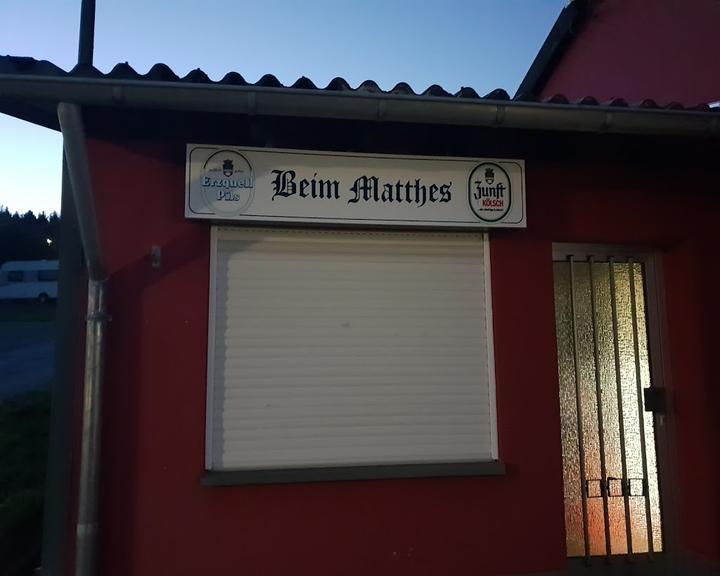 Erzquell
Pils
Beim Matthes
Zunft
KÖLSCH